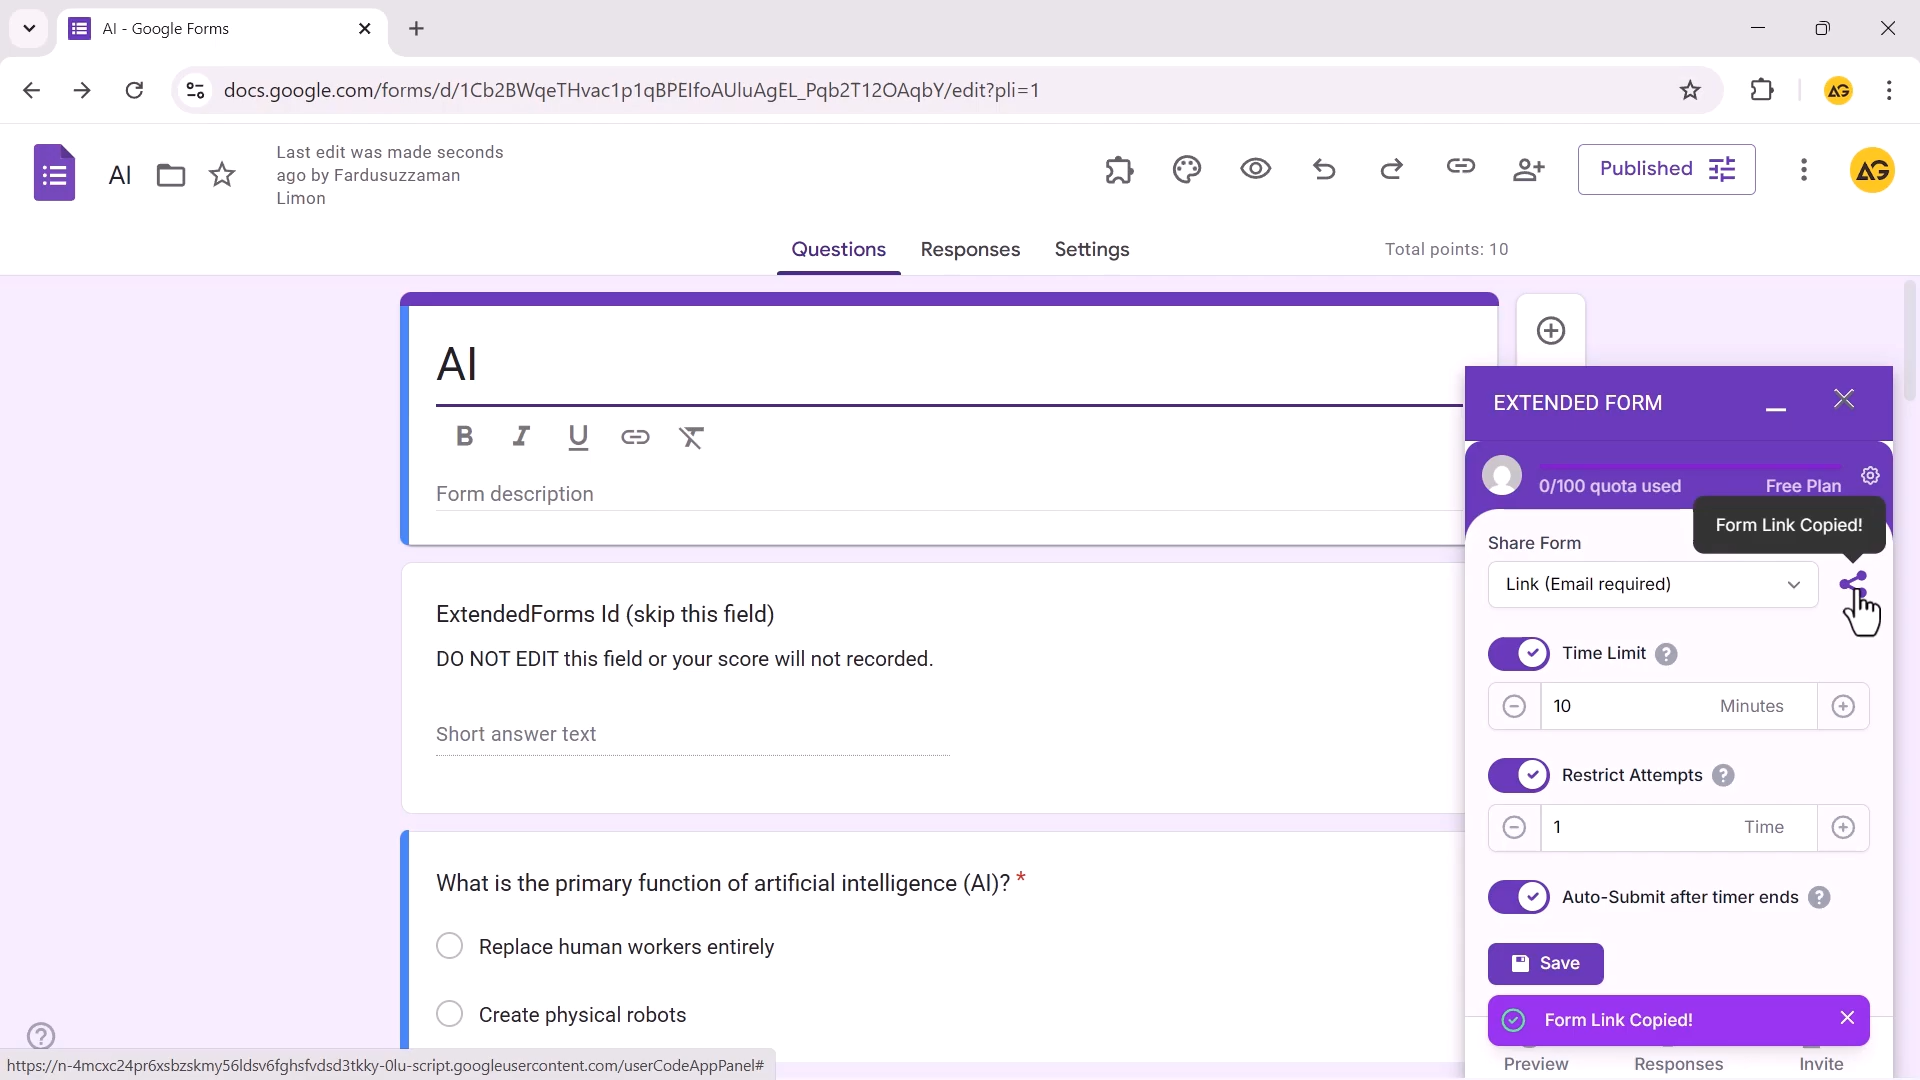 AI - Google Forms
docs.google.com/forms/d/1Cb2BWqeTHvac1p1qBPEIfoAUluAgEL_Pqb2T12OAqbY/edit?pli=1
AG
AI
Last edit was made seconds
ago by Fardusuzzaman
Limon
Published
AG
Questions
Responses
Settings
Total points: 10
AI
B I U
Form description
EXTENDED FORM
0/100 quota used
Free Plan
Form Link Copied!
Share Form
Link (Email required)
ExtendedForms Id (skip this field)
DO NOT EDIT this field or your score will not recorded.
Short answer text
Time Limit ?
10 Minutes
Restrict Attempts ?
1 Time
Auto-Submit after timer ends ?
Save
What is the primary function of artificial intelligence (AI)? *
Replace human workers entirely
Create physical robots
Form Link Copied!
Preview
Responses
Invite
https://n-4mcxc24pr6xsbzskmy56ldsv6fghsfvdsd3tkky-0lu-script.googleusercontent.com/userCodeAppPanel#